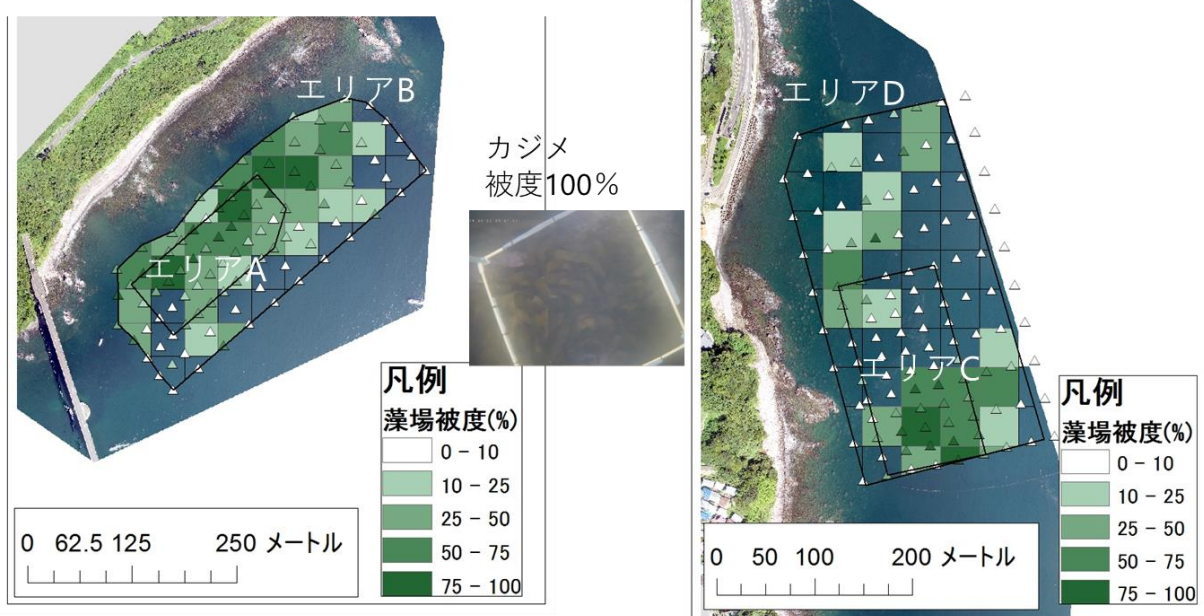 エリアB
エリアA
凡例
藻場被度(%)
0 - 10
10 - 25
25 - 50
50 - 75
75 - 100
0 62.5 125 250 メートル
カジメ
被度100%
エリアD
エリアC
凡例
藻場被度(%)
0 - 10
10 - 25
25 - 50
50 - 75
75 - 100
0 50 100 200 メートル